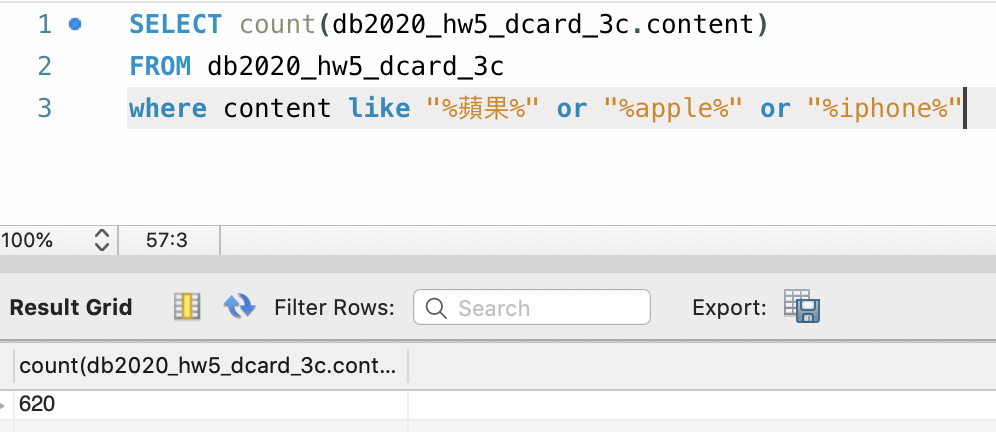 1 SELECT count(db2020_hw5_dcard_3c.content)
2 FROM db2020_hw5_dcard_3c
3 where content like "%蘋果%" or "%apple%" or "%iphone%"
100% 57:3
Result Grid Filter Rows: Search Export:
count(db2020_hw5_dcard_3c.cont...
620